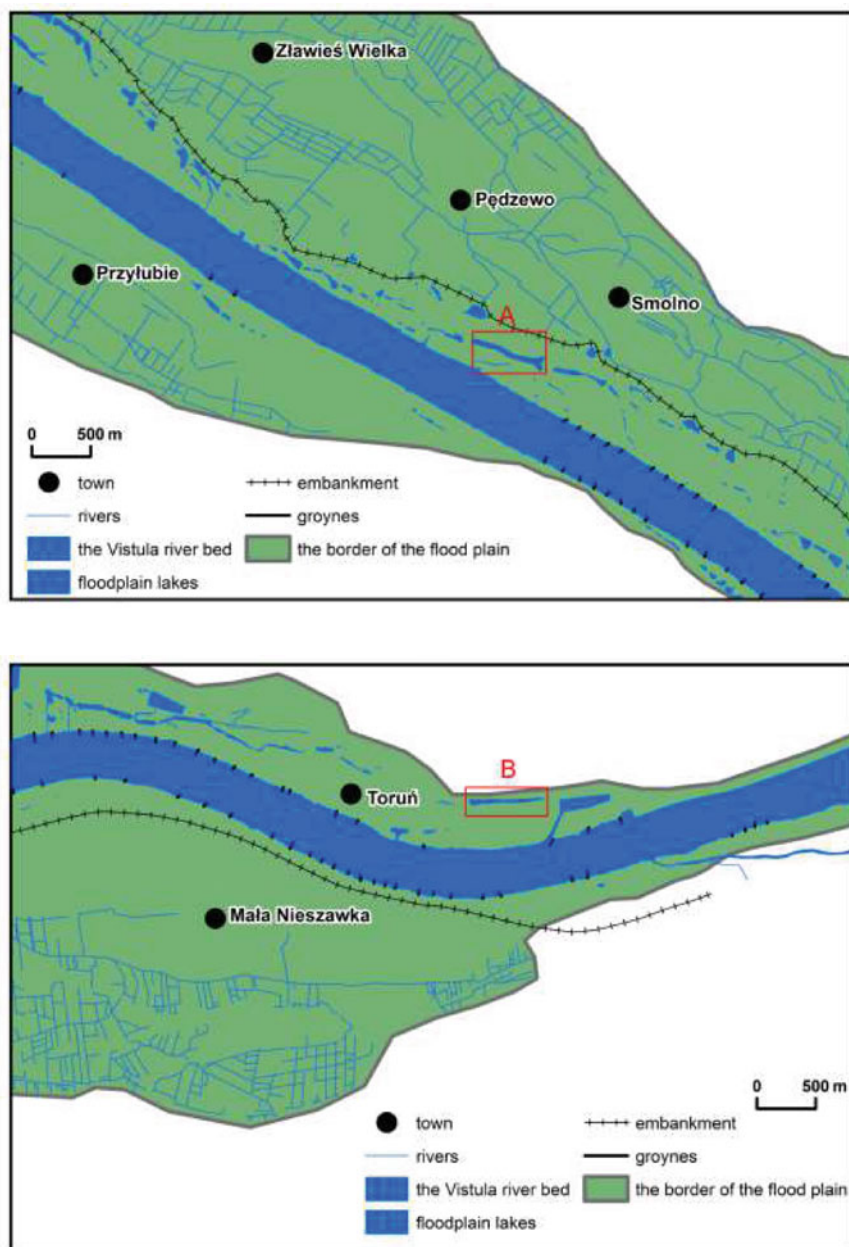 Zławieś Wielka
Pędzewo
Przyłubie
Smolno
A
0 500 m
town
embankment
rivers
groynes
the Vistula river bed
the border of the flood plain
floodplain lakes
B
Toruń
Mała Nieszawka
0 500 m
town
embankment
rivers
groynes
the Vistula river bed
the border of the flood plain
floodplain lakes